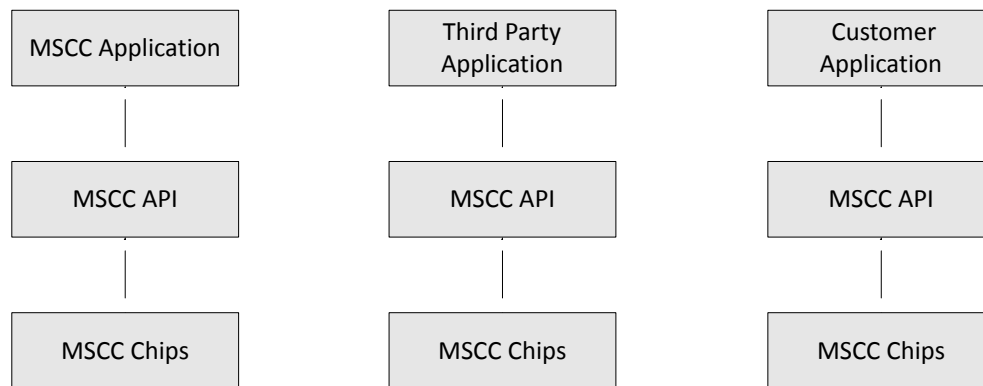 MSCC Application
Third Party
Application
Customer
Application
MSCC API
MSCC API
MSCC API
MSCC Chips
MSCC Chips
MSCC Chips